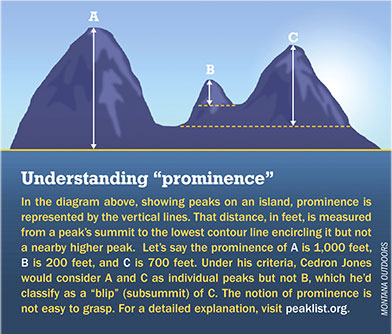 A
B
C
Understanding “prominence”
In the diagram above, showing peaks on an island, prominence is
represented by the vertical lines. That distance, in feet, is measured
from a peak’s summit to the lowest contour line encircling it but not
a nearby higher peak.  Let’s say the prominence of A is 1,000 feet,
B is 200 feet, and C is 700 feet. Under his criteria, Cedron Jones
would consider A and C as individual peaks but not B, which he’d
classify as a “blip” (subsummit) of C. The notion of prominence is
not easy to grasp. For a detailed explanation, visit peaklist.org.
MONTANA OUTDOORS